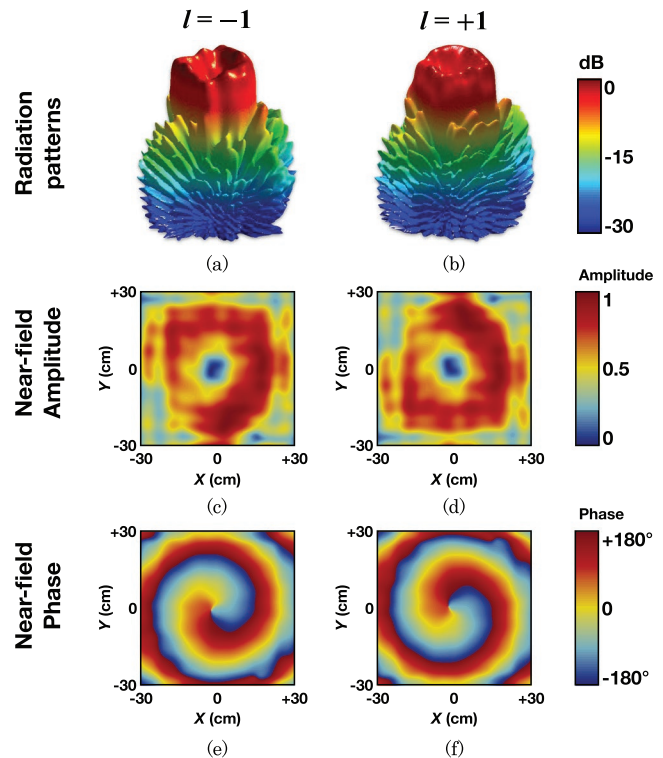 l = −1
l = +1
Radiation
patterns
dB
0
-15
-30
(a)
(b)
Near-field
Amplitude
+30
Y (cm)
0
-30
-30
0
+30
X (cm)
(c)
+30
Y (cm)
0
-30
-30
0
+30
X (cm)
(d)
Amplitude
1
0.5
0
Near-field
Phase
+30
Y (cm)
0
-30
-30
0
+30
X (cm)
(e)
+30
Y (cm)
0
-30
-30
0
+30
X (cm)
(f)
Phase
+180°
0
-180°